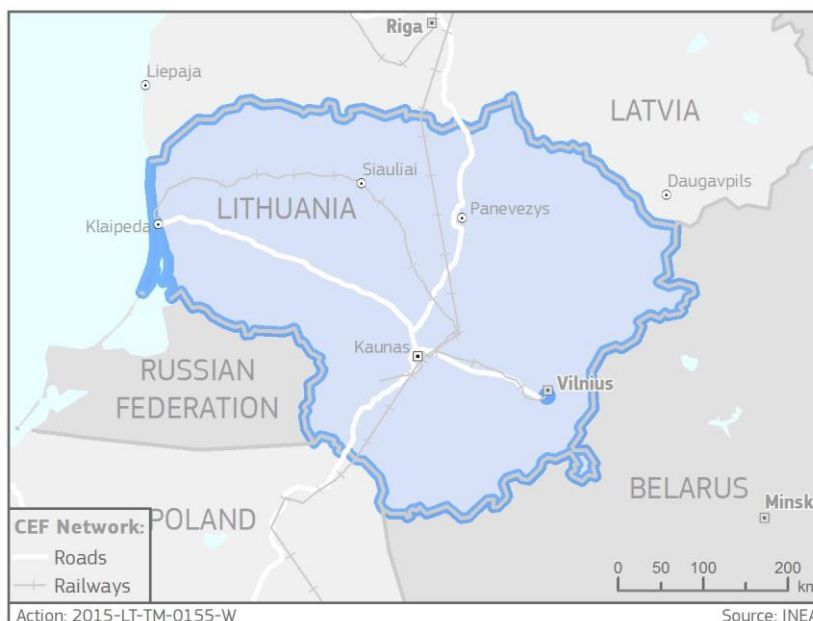 Riga
Liepaja
LATVIA
Siauliai
Daugavpils
LITHUANIA
Panevezys
Klaipeda
Kaunas
RUSSIAN
FEDERATION
Vilnius
BELARUS
Minsk
POLAND
CEF Network:
Roads
Railways
0 50 100 200
km
Action: 2015-LT-TM-0155-W
Source: INEA